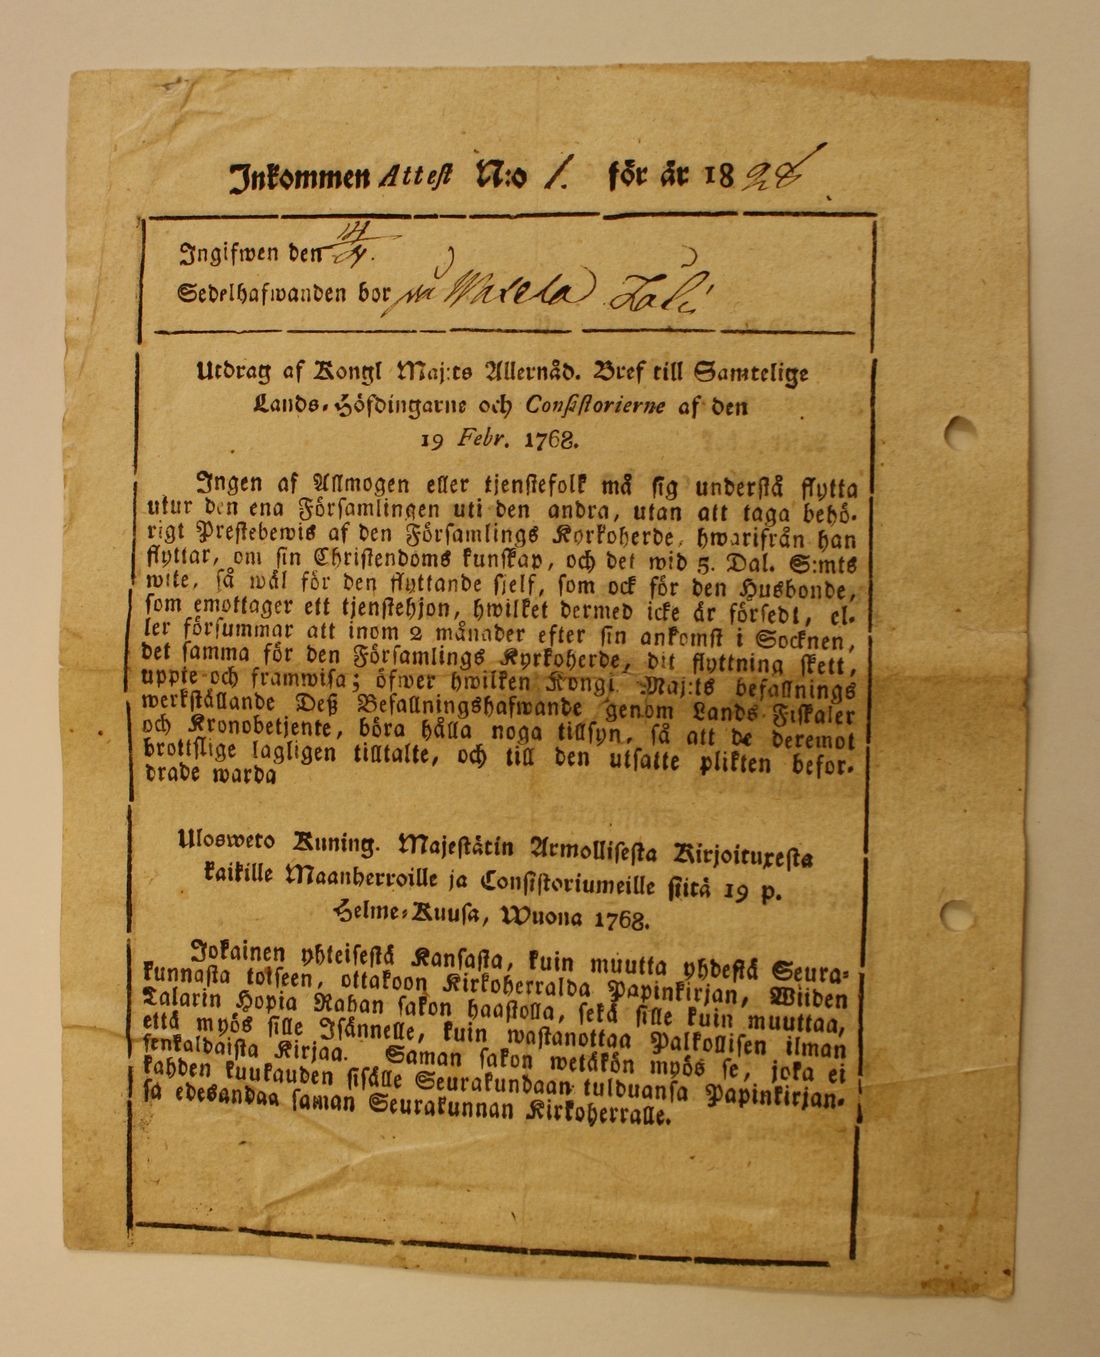 Inkommen Attest N:o 1. för år 1828
Ingifwen den
Sedelhafwanden bor på
Utdrag af Kongl Maj:ts Allernåd. Bref till Samtelige
Lands-Höfdingarne och Consistorierne af den
19 Febr. 1768.
Ingen af Allmogen eller tjenstefolk må sig understå flytta
utur den ena Församlingen uti den andra, utan att taga behö-
rigt Prestebewis af den Församlings Kyrkoherde, hwarifrån han
flyttar, om sin Christendoms kunskap, och det wid 5. Dal. S:mts
wite, så wäl för den flyttande sjelf, som ock för den Husbonde,
som emottager ett tjenstehjon, hwilket dermed icke är försedt, el-
ler försummar att inom 2 månader efter sin ankomst i Socknen,
det samma för den Församlings Kyrkoherde, dit flyttning skett,
uppte och framwisa; öfwer hwilken Kongl Maj:ts befallnings
werkställande Deß Befallningshafwande genom Lands Fiskaler
och Kronobetjente, böra hålla noga tillsyn, så att de deremot
brottslige lagligen tilltalte, och till den utsatte plikten befor-
drade warda
Ulosweto Kuning. Majestätin Armollisesta Kirjoituxesta
kaikille Maanherroille ja Consistoriumeille siitä 19 p.
Helme-Kuusa, Wuona 1768.
Jokainen yhteisestä Kansasta, kuin muutta yhdestä Seura-
kunnasta toiseen, ottakoon Kirkoherralda Papinkirjan, Wiiden
Talarin Hopia Rahan sakon haastolla, sekä sille kuin muuttaa,
että myös sille Isännelle, kuin wastanottaa Palkollisen ilman
senkaldaista Kirjaa. Saman sakon wetäkön myös se, joka ei
kahden kuukauden sisälle Seurakundaan tulduansa Papinkirjan-
sa edesandaa saman Seurakunnan Kirkoherralle.